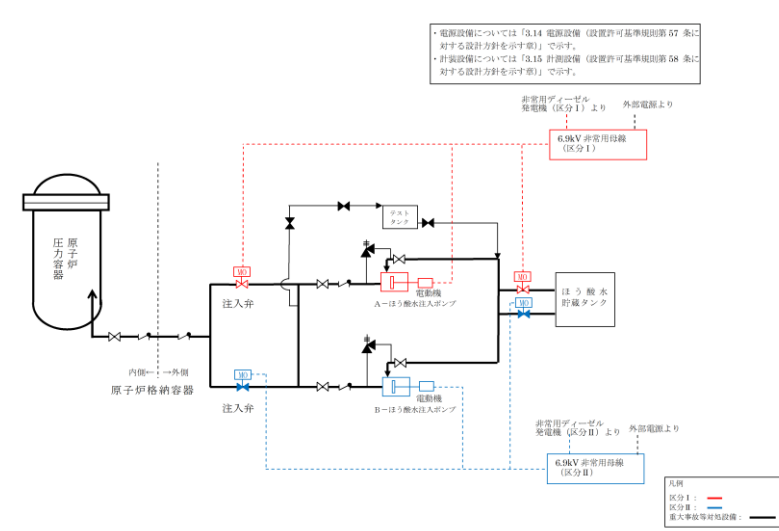 ・電源設備については「3.14 電源設備（設置許可基準規則第 57 条に
対する設計方針を示す章）」で示す。
・計装設備については「3.15 計測設備（設置許可基準規則第 58 条に
対する設計方針を示す章）」で示す。
非常用ディーゼル
発電機（区分Ⅰ）より
外部電源より
6.9kV 非常用母線
（区分Ⅰ）
テスト
タンク
原子炉
圧力容器
MO
注入弁
電動機
A－ほう酸水注入ポンプ
MO
MO
ほう酸水
貯蔵タンク
内側←
→外側
原子炉格納容器
MO
注入弁
電動機
B－ほう酸水注入ポンプ
非常用ディーゼル
発電機（区分Ⅱ）より
外部電源より
6.9kV 非常用母線
（区分Ⅱ）
凡例
区分Ⅰ：
区分Ⅱ：
重大事故等対処設備：